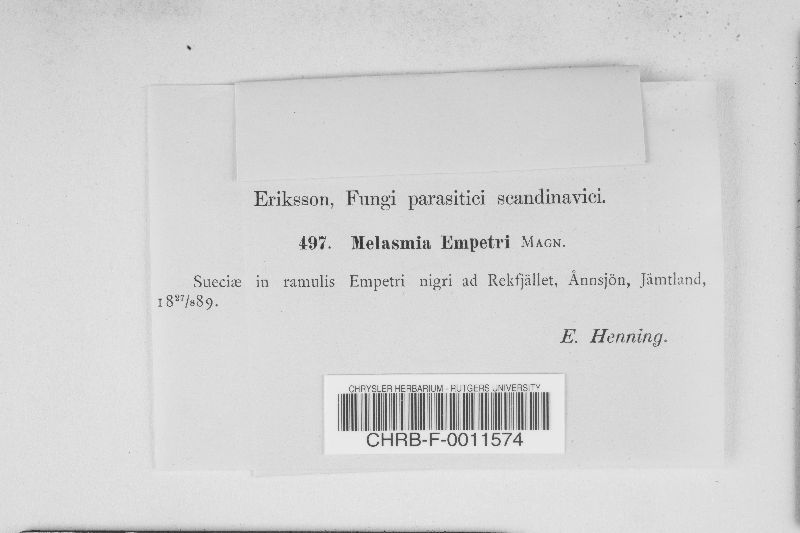 Eriksson, Fungi parasitici scandinavici.
497. Melasmia Empetri MAGN.
Sueciæ in ramulis Empetri nigri ad Rekfjället, Ånnsjön, Jämtland,
18²⁷/₈89.
E. Henning.
CHRYSLER HERBARIUM - RUTGERS UNIVERSITY
CHRB-F-0011574